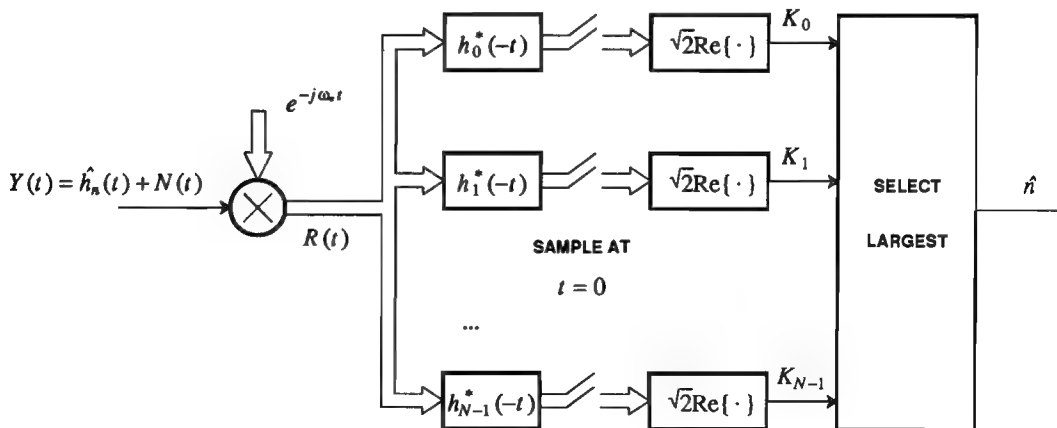 K_0
h_0^*(-t)
√2Re{ · }
e^{-jω_c t}
K_1
Y(t) = ĥ_n(t) + N(t)
h_1^*(-t)
√2Re{ · }
SELECT
LARGEST
n̂
R(t)
SAMPLE AT
t = 0
...
K_{N-1}
h_{N-1}^*(-t)
√2Re{ · }